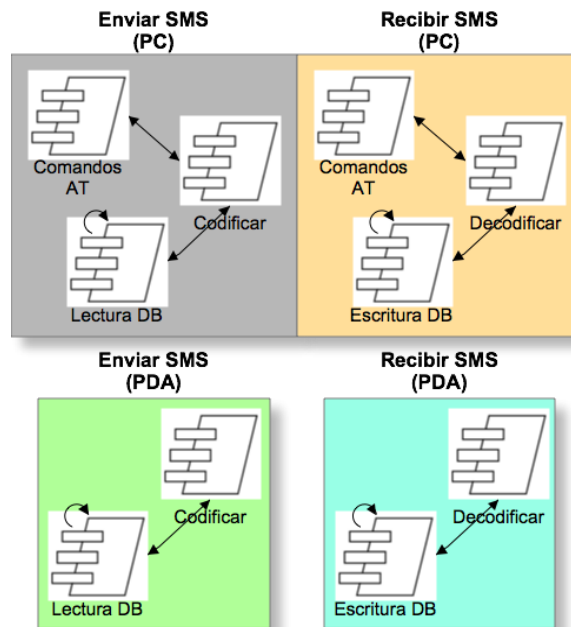 Enviar SMS
(PC)
Recibir SMS
(PC)
Comandos
AT
Codificar
Lectura DB
Comandos
AT
Decodificar
Escritura DB
Enviar SMS
(PDA)
Recibir SMS
(PDA)
Codificar
Lectura DB
Decodificar
Escritura DB